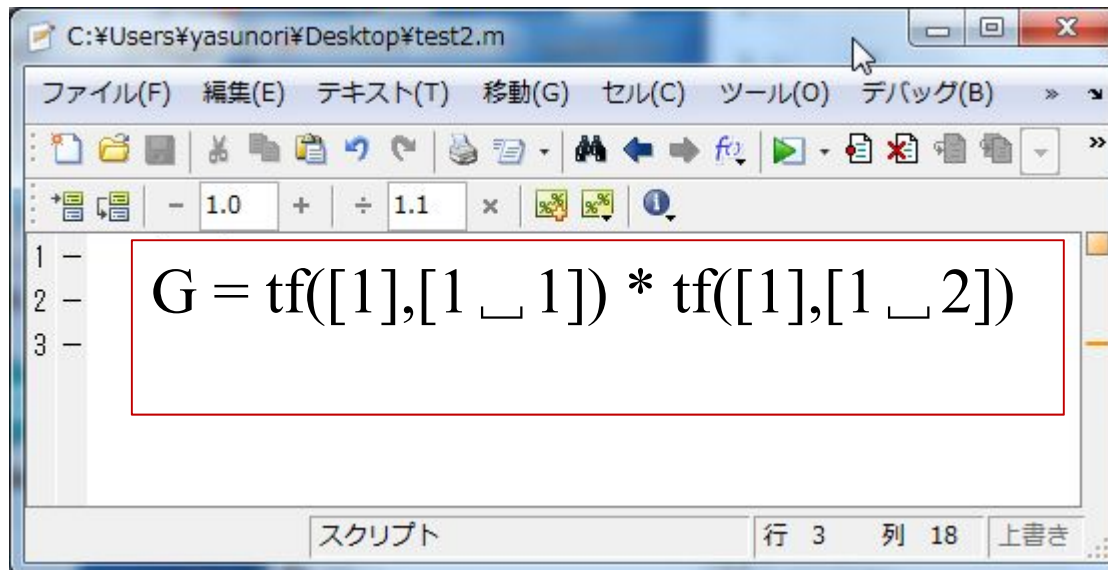 C:¥Users¥yasunori¥Desktop¥test2.m
ファイル(F) 編集(E) テキスト(T) 移動(G) セル(C) ツール(O) デバッグ(B) »
»
− 1.0 + ÷ 1.1 ×
1 −
2 − G = tf([1],[1 ⎵ 1]) * tf([1],[1 ⎵ 2])
3 −
スクリプト 行 3 列 18 上書き